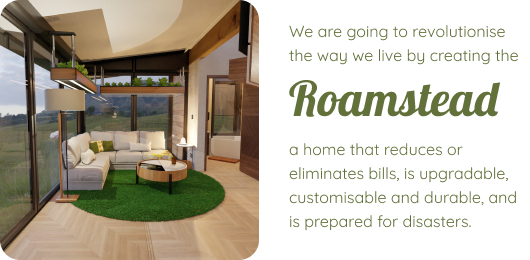 We are going to revolutionise
the way we live by creating the
Roamstead
a home that reduces or
eliminates bills, is upgradable,
customisable and durable, and
is prepared for disasters.